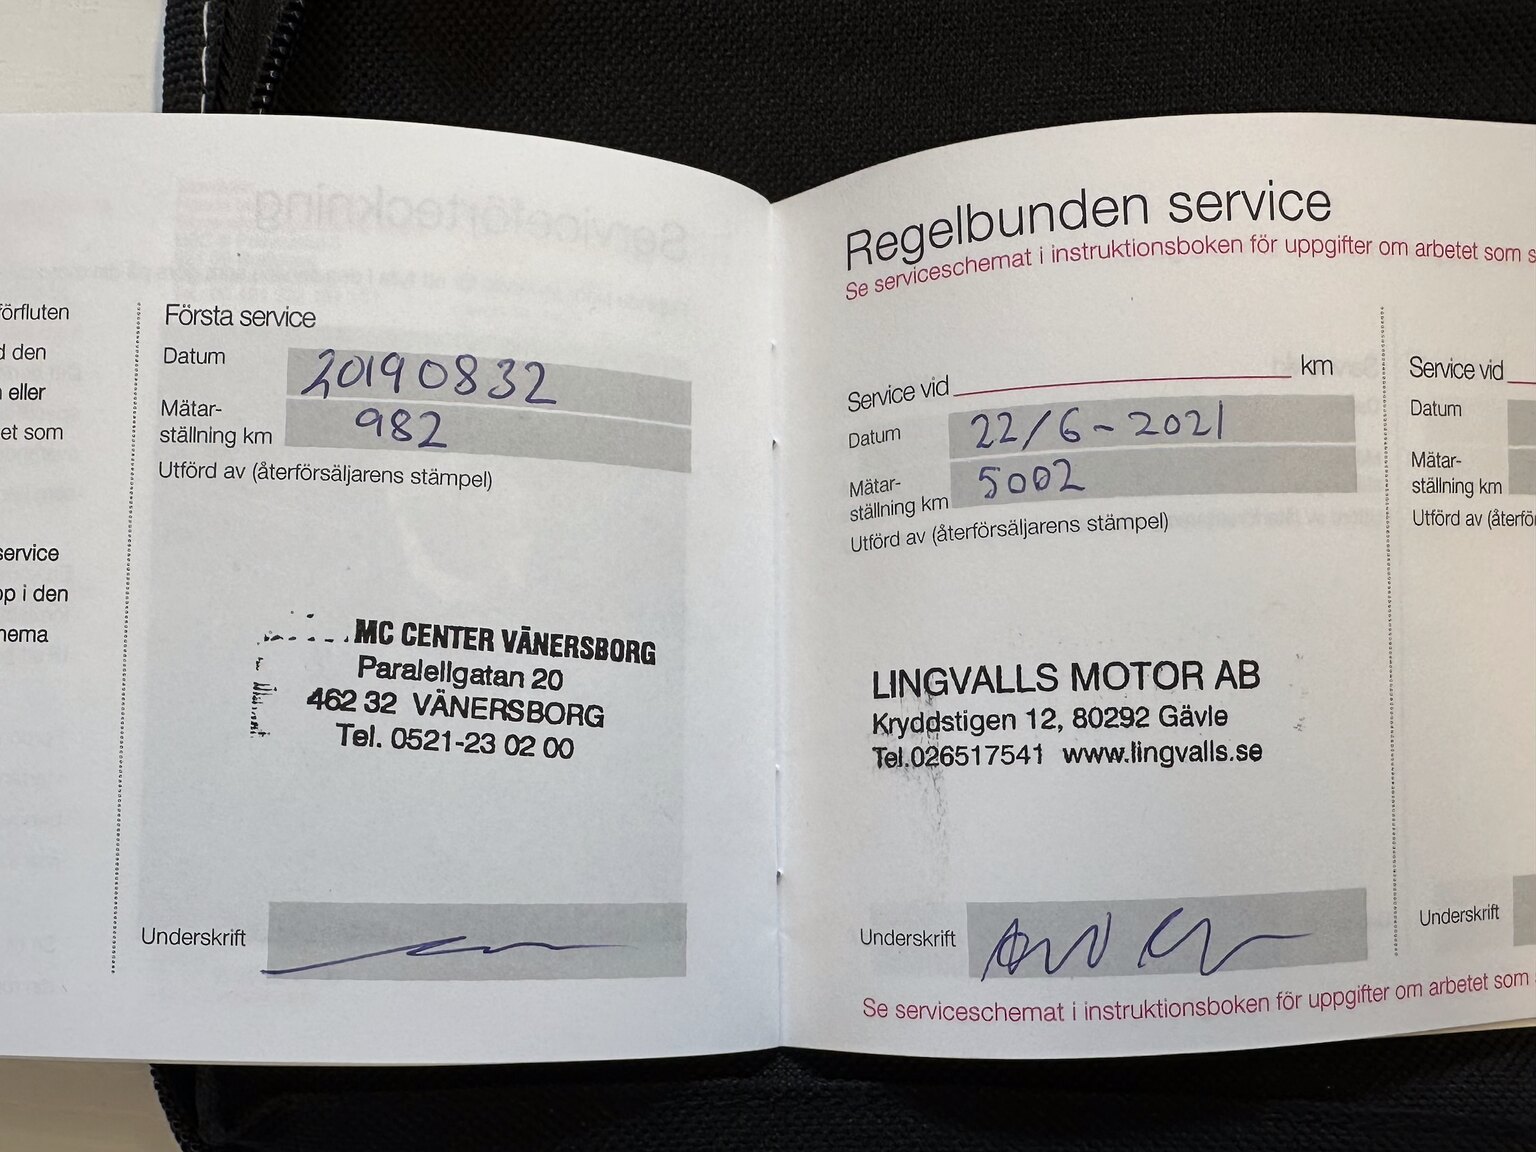 förfluten
d den
eller
et som
service
op i den
hema
Första service
Datum 20190832
Mätar-
ställning km 982
Utförd av (återförsäljarens stämpel)
MC CENTER VÄNERSBORG
Paralellgatan 20
462 32 VÄNERSBORG
Tel. 0521-23 02 00
Underskrift
Regelbunden service
Se serviceschemat i instruktionsboken för uppgifter om arbetet som s
Service vid km
Datum 22/6-2021
Mätar-
ställning km 5002
Utförd av (återförsäljarens stämpel)
LINGVALLS MOTOR AB
Kryddstigen 12, 80292 Gävle
Tel.026517541 www.lingvalls.se
Underskrift
Se serviceschemat i instruktionsboken för uppgifter om arbetet som
Service vid
Datum
Mätar-
ställning km
Utförd av (återför
Underskrift